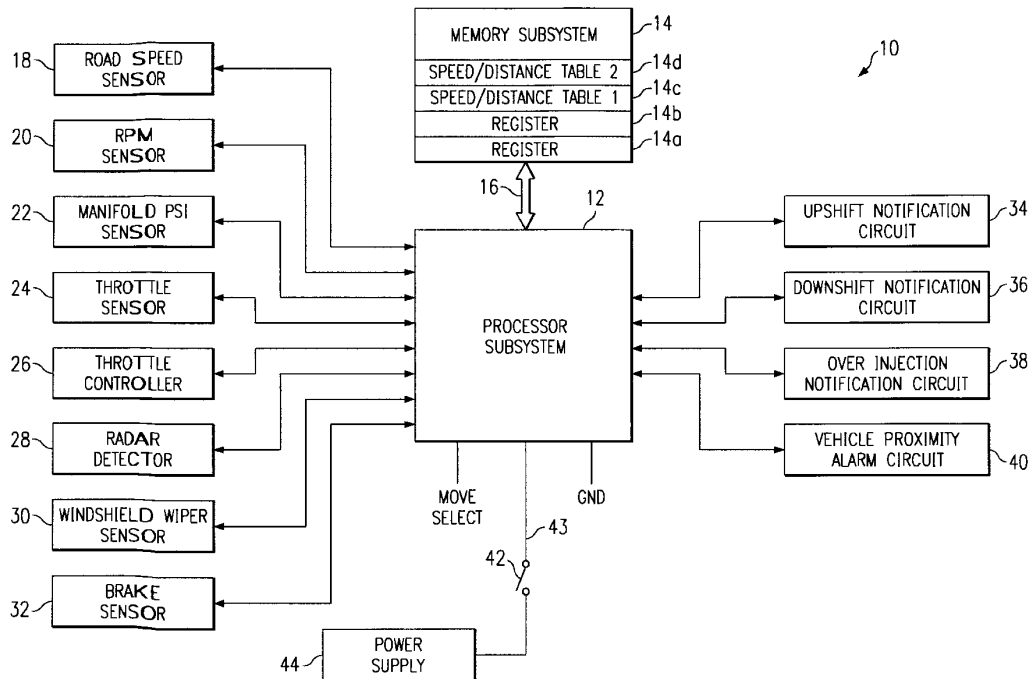 MEMORY SUBSYSTEM
14
SPEED/DISTANCE TABLE 2
14d
SPEED/DISTANCE TABLE 1
14c
REGISTER
14b
REGISTER
14a
10
16
12
18
ROAD SPEED
SENSOR
20
RPM
SENSOR
22
MANIFOLD PSI
SENSOR
24
THROTTLE
SENSOR
26
THROTTLE
CONTROLLER
28
RADAR
DETECTOR
30
WINDSHIELD WIPER
SENSOR
32
BRAKE
SENSOR
PROCESSOR
SUBSYSTEM
UPSHIFT NOTIFICATION
CIRCUIT
34
DOWNSHIFT NOTIFICATION
CIRCUIT
36
OVER INJECTION
NOTIFICATION CIRCUIT
38
VEHICLE PROXIMITY
ALARM CIRCUIT
40
MOVE
SELECT
GND
43
42
44
POWER
SUPPLY